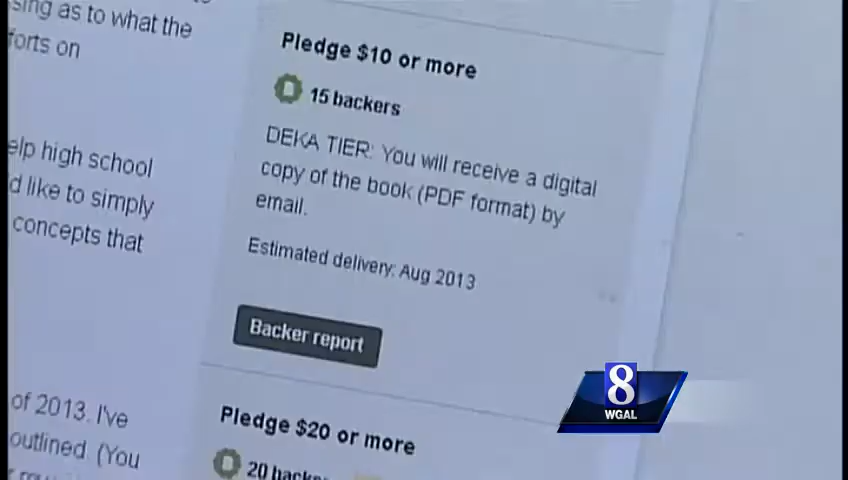 sing as to what the
forts on
elp high school
d like to simply
concepts that
of 2013. I've
outlined. (You
Pledge $10 or more
15 backers
DEKA TIER: You will receive a digital
copy of the book (PDF format) by
email.
Estimated delivery: Aug 2013
Backer report
Pledge $20 or more
20 backers
8
WGAL